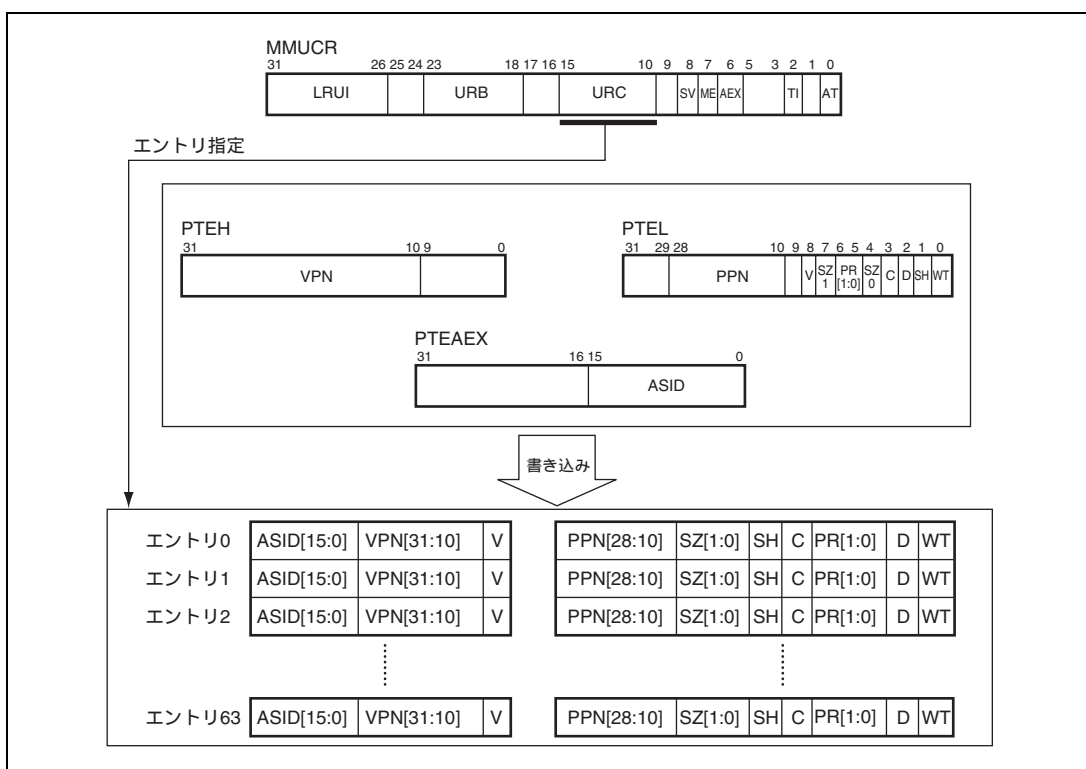 MMUCR
31 26 25 24 23 18 17 16 15 10 9 8 7 6 5 3 2 1 0
LRUI URB URC SV ME AEX TI AT
エントリ指定
PTEH
31 10 9 0
VPN
PTEL
31 29 28 10 9 8 7 6 5 4 3 2 1 0
PPN V SZ1 PR[1:0] SZ0 C D SH WT
PTEAEX
31 16 15 0
ASID
書き込み
エントリ0 ASID[15:0] VPN[31:10] V PPN[28:10] SZ[1:0] SH C PR[1:0] D WT
エントリ1 ASID[15:0] VPN[31:10] V PPN[28:10] SZ[1:0] SH C PR[1:0] D WT
エントリ2 ASID[15:0] VPN[31:10] V PPN[28:10] SZ[1:0] SH C PR[1:0] D WT
エントリ63 ASID[15:0] VPN[31:10] V PPN[28:10] SZ[1:0] SH C PR[1:0] D WT